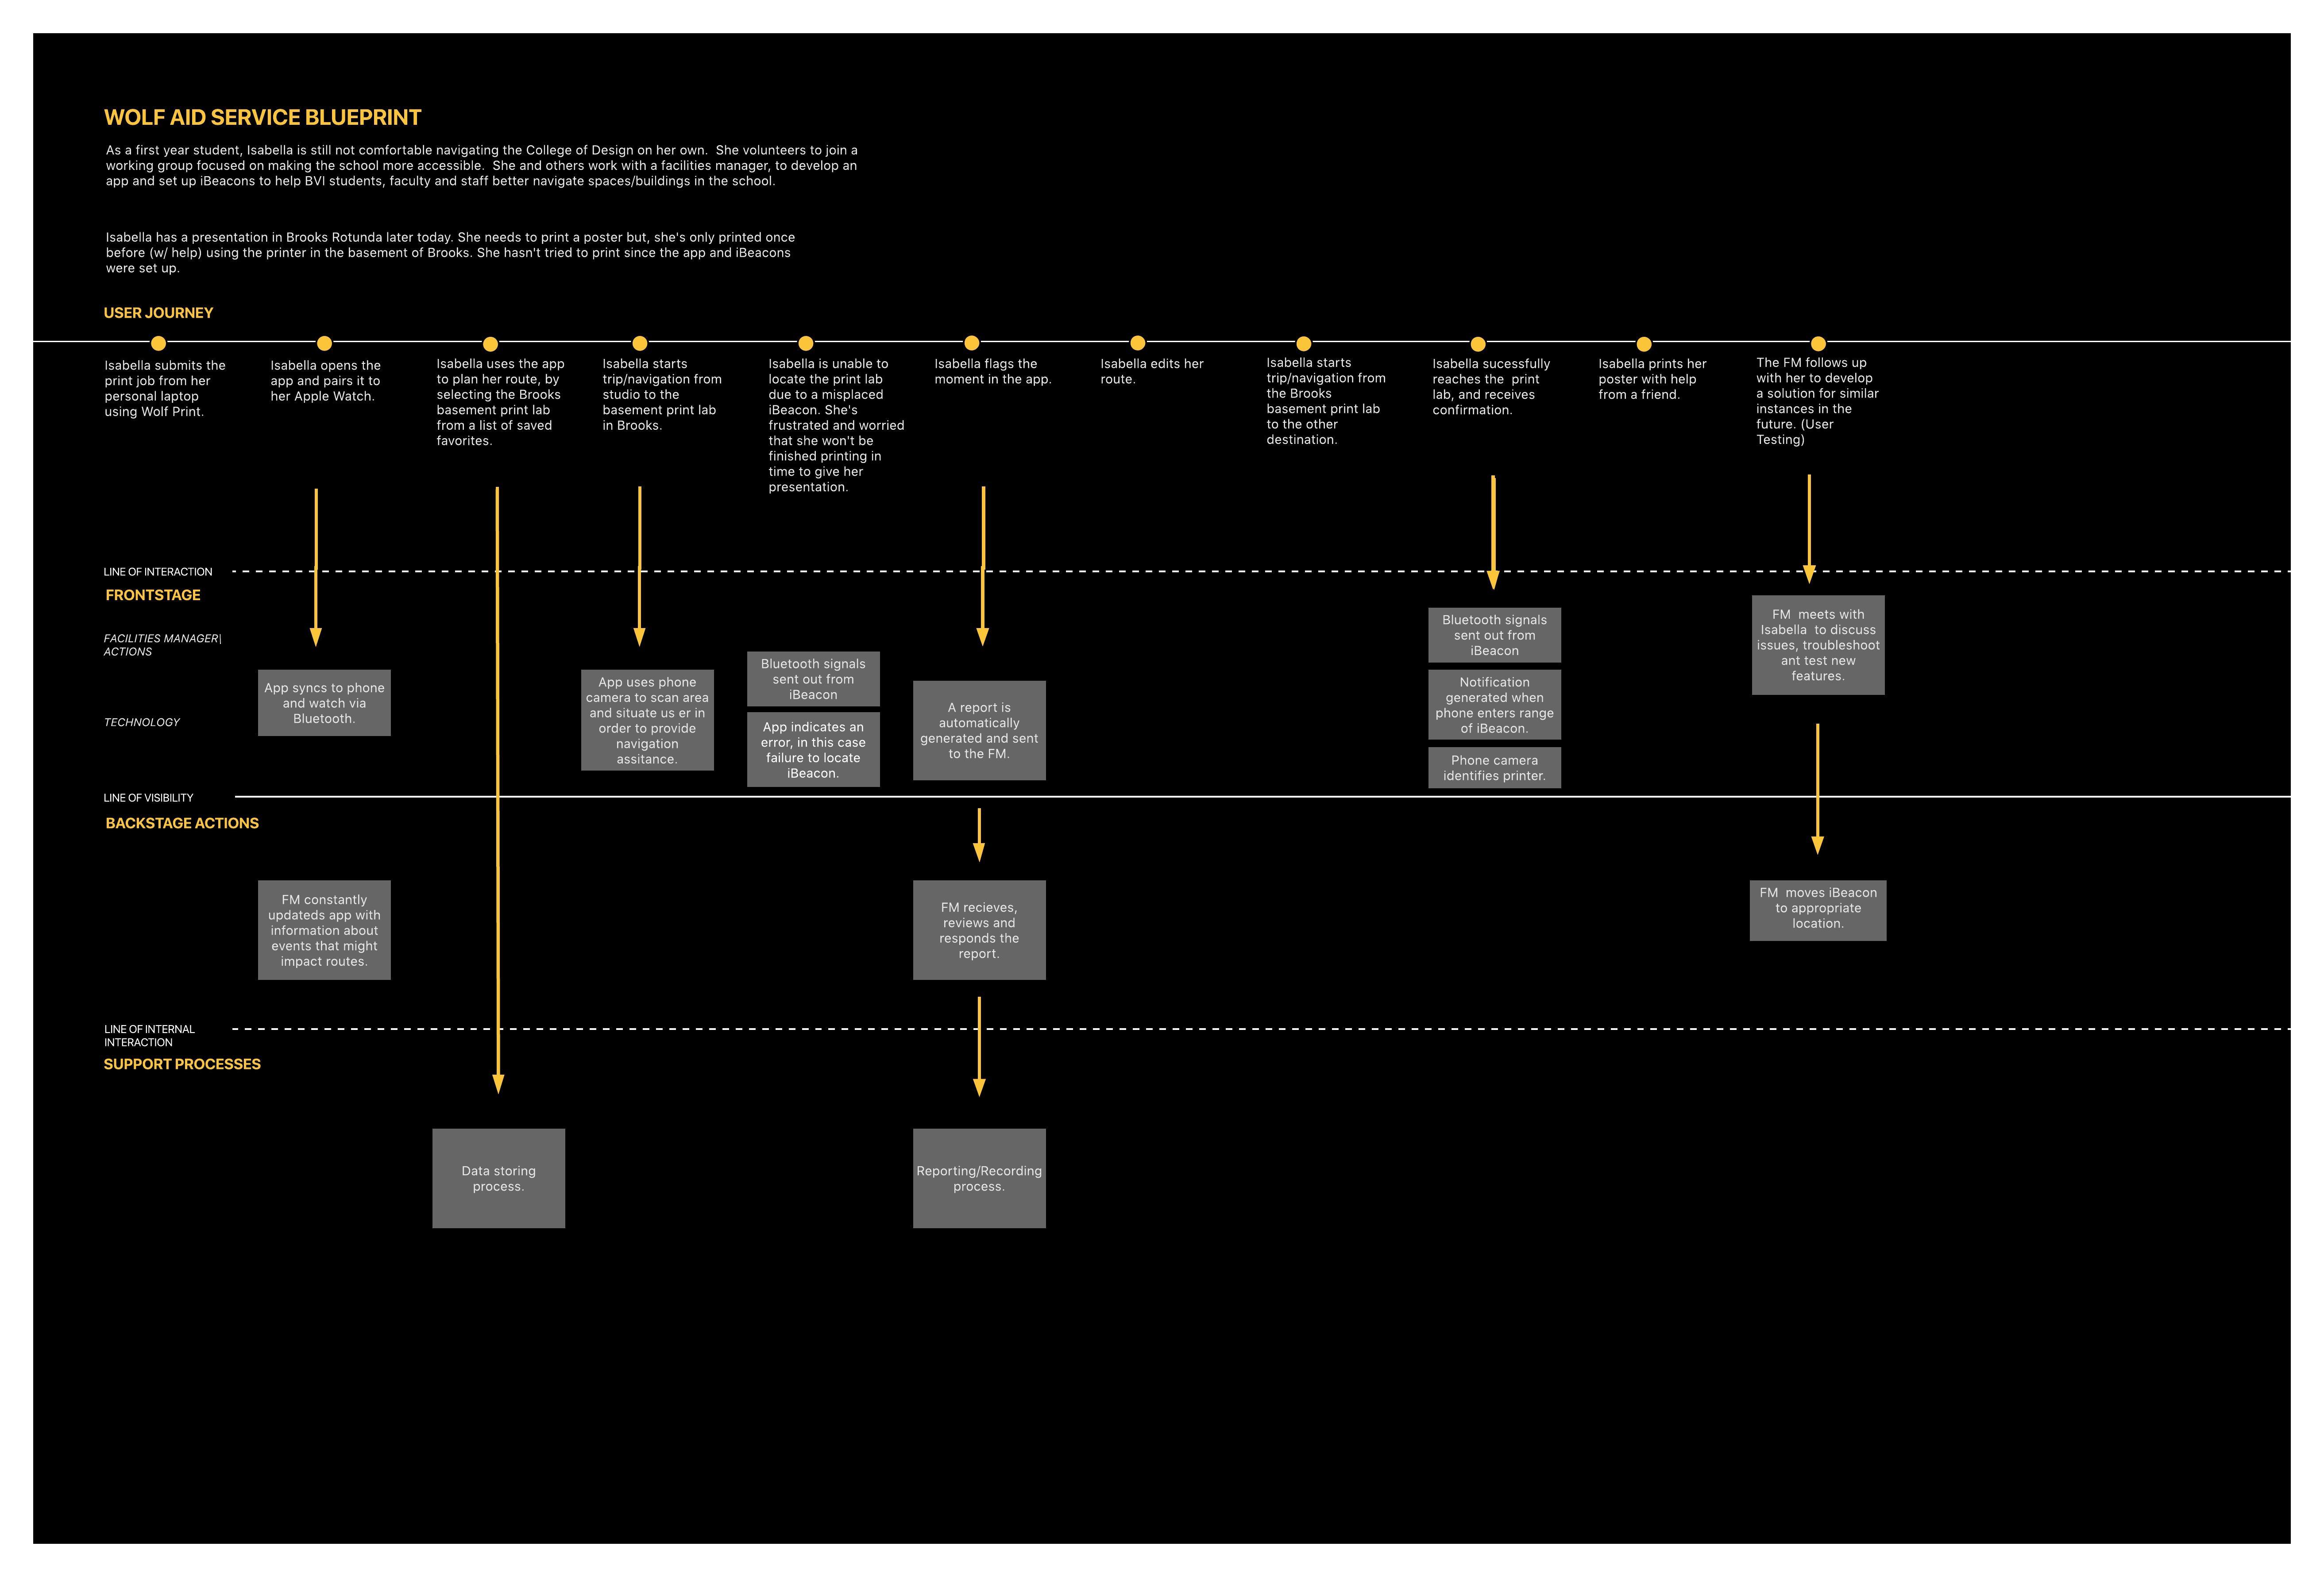 WOLF AID SERVICE BLUEPRINT
As a first year student, Isabella is still not comfortable navigating the College of Design on her own.  She volunteers to join a
working group focused on making the school more accessible.  She and others work with a facilities manager, to develop an
app and set up iBeacons to help BVI students, faculty and staff better navigate spaces/buildings in the school.
Isabella has a presentation in Brooks Rotunda later today. She needs to print a poster but, she's only printed once
before (w/ help) using the printer in the basement of Brooks. She hasn't tried to print since the app and iBeacons
were set up.
USER JOURNEY
Isabella submits the
print job from her
personal laptop
using Wolf Print.
Isabella opens the
app and pairs it to
her Apple Watch.
Isabella uses the app
to plan her route, by
selecting the Brooks
basement print lab
from a list of saved
favorites.
Isabella starts
trip/navigation from
studio to the
basement print lab
in Brooks.
Isabella is unable to
locate the print lab
due to a misplaced
iBeacon. She's
frustrated and worried
that she won't be
finished printing in
time to give her
presentation.
Isabella flags the
moment in the app.
Isabella edits her
route.
Isabella starts
trip/navigation from
the Brooks
basement print lab
to the other
destination.
Isabella sucessfully
reaches the  print
lab, and receives
confirmation.
Isabella prints her
poster with help
from a friend.
The FM follows up
with her to develop
a solution for similar
instances in the
future. (User
Testing)
LINE OF INTERACTION
FRONTSTAGE
FACILITIES MANAGER|
ACTIONS
TECHNOLOGY
App syncs to phone
and watch via
Bluetooth.
App uses phone
camera to scan area
and situate us er in
order to provide
navigation
assitance.
Bluetooth signals
sent out from
iBeacon
App indicates an
error, in this case
failure to locate
iBeacon.
A report is
automatically
generated and sent
to the FM.
Bluetooth signals
sent out from
iBeacon
Notification
generated when
phone enters range
of iBeacon.
Phone camera
identifies printer.
FM  meets with
Isabella  to discuss
issues, troubleshoot
ant test new
features.
LINE OF VISIBILITY
BACKSTAGE ACTIONS
FM constantly
updateds app with
information about
events that might
impact routes.
FM recieves,
reviews and
responds the
report.
FM  moves iBeacon
to appropriate
location.
LINE OF INTERNAL
INTERACTION
SUPPORT PROCESSES
Data storing
process.
Reporting/Recording
process.